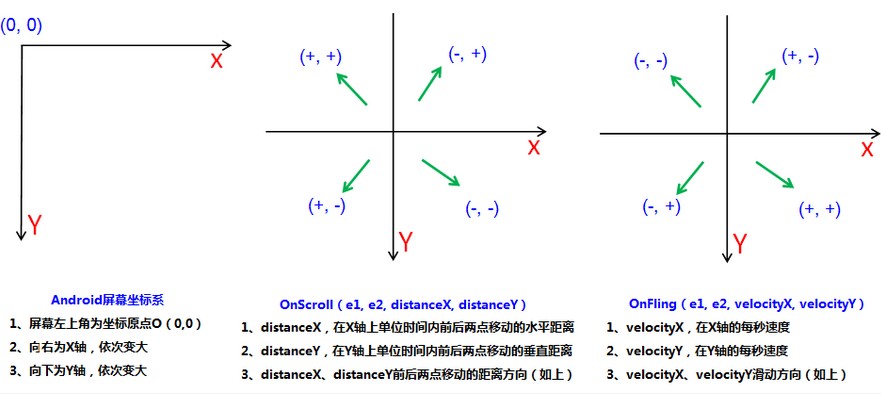 (0, 0)
X
Y
Android屏幕坐标系
1、屏幕左上角为坐标原点O（0,0）
2、向右为X轴，依次变大
3、向下为Y轴，依次变大
(+, +)
(-, +)
X
(+, -)
(-, -)
Y
OnScroll（e1, e2, distanceX, distanceY）
1、distanceX，在X轴上单位时间内前后两点移动的水平距离
2、distanceY，在Y轴上单位时间内前后两点移动的垂直距离
3、distanceX、distanceY前后两点移动的距离方向（如上）
(-, -)
(+, -)
X
(-, +)
(+, +)
Y
OnFling（e1, e2, velocityX, velocityY）
1、velocityX，在X轴的每秒速度
2、velocityY，在Y轴的每秒速度
3、velocityX、velocityY滑动方向（如上）